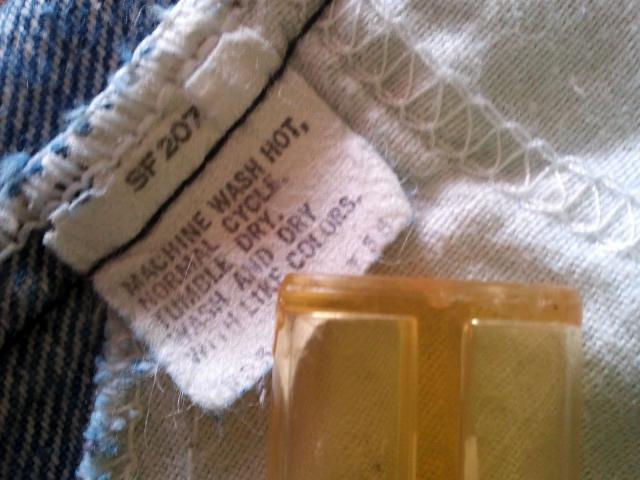 SF 207
MACHINE WASH HOT,
NORMAL CYCLE.
TUMBLE DRY.
WASH AND DRY
WITH LIKE COLORS.